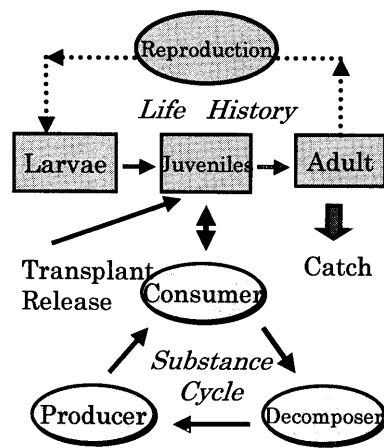 Reproduction
Life History
Larvae
Juveniles
Adult
Transplant
Release
Catch
Consumer
Substance
Cycle
Producer
Decomposer